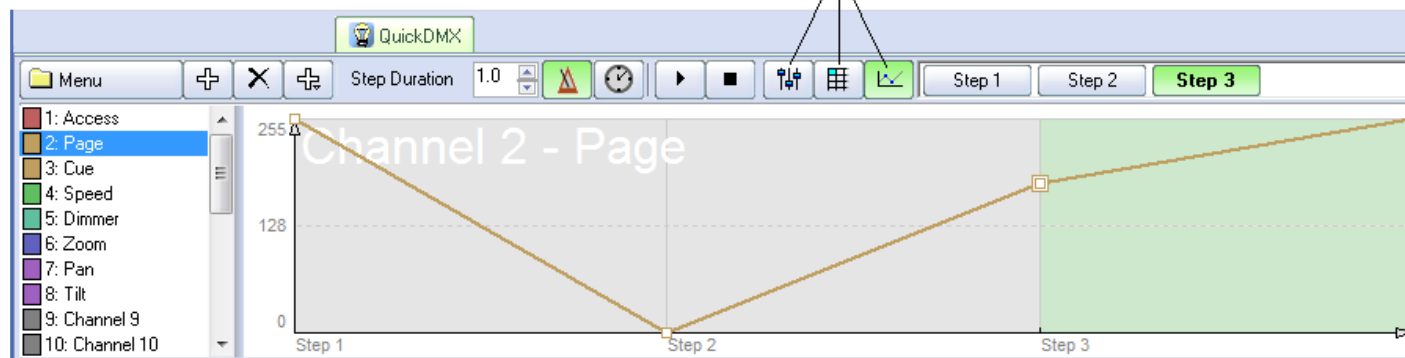 QuickDMX
Menu
Step Duration
1.0
Step 1
Step 2
Step 3
1: Access
2: Page
3: Cue
4: Speed
5: Dimmer
6: Zoom
7: Pan
8: Tilt
9: Channel 9
10: Channel 10
Channel 2 - Page
255
128
0
Step 1
Step 2
Step 3